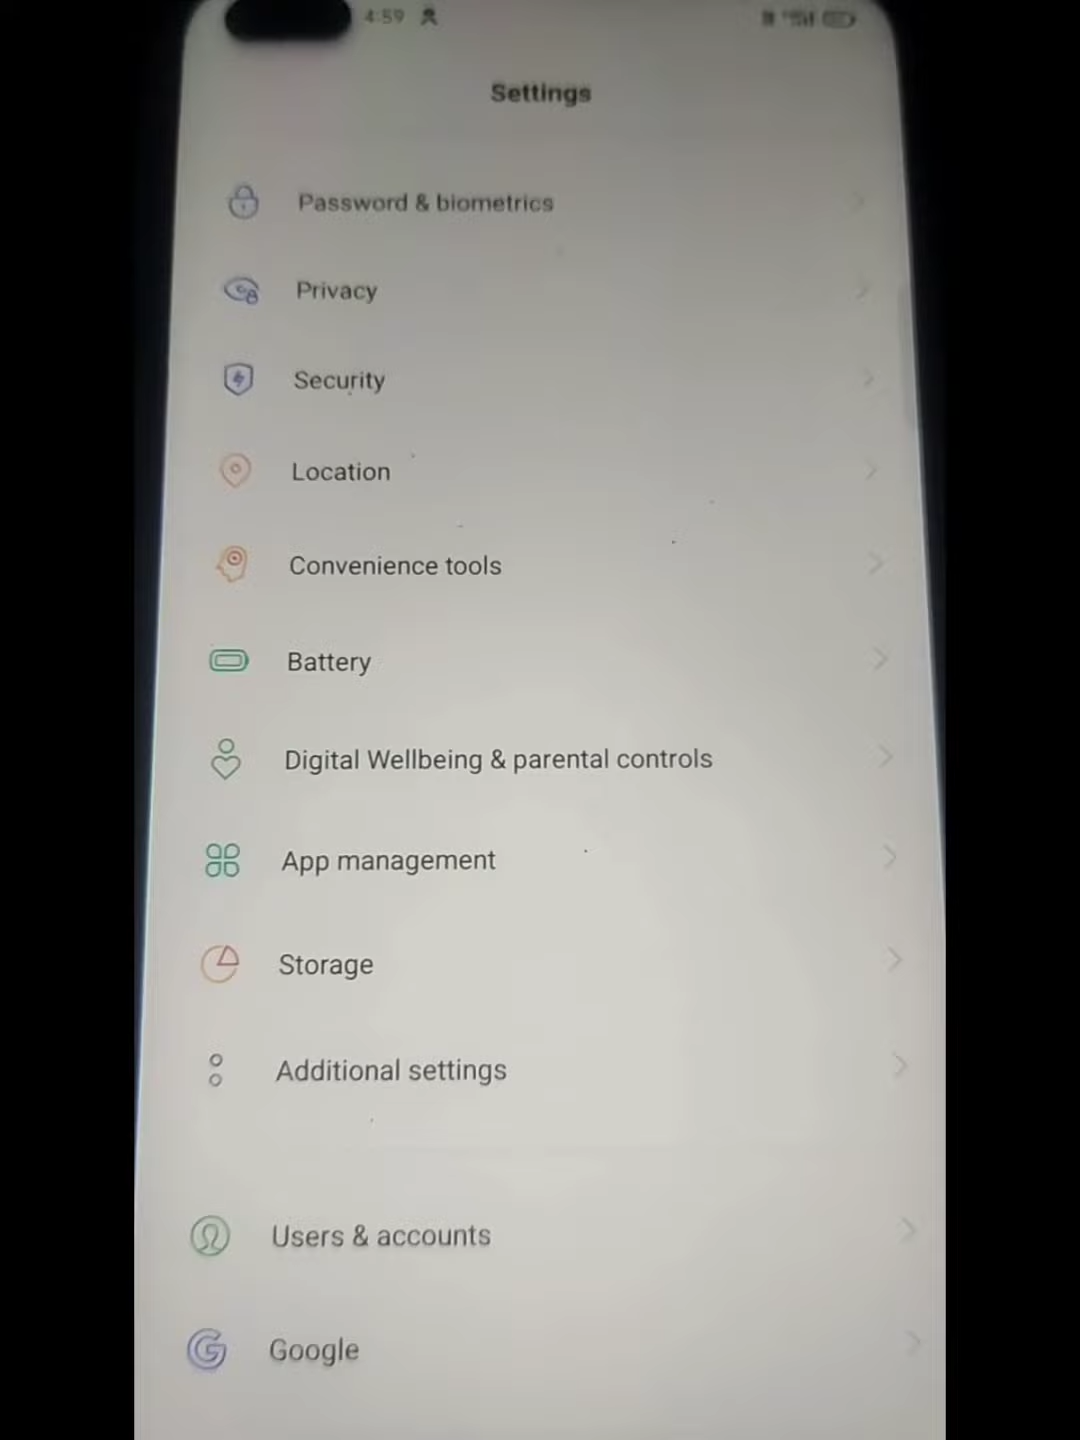 4:59
Settings
Password & biometrics
Privacy
Security
Location
Convenience tools
Battery
Digital Wellbeing & parental controls
App management
Storage
Additional settings
Users & accounts
Google